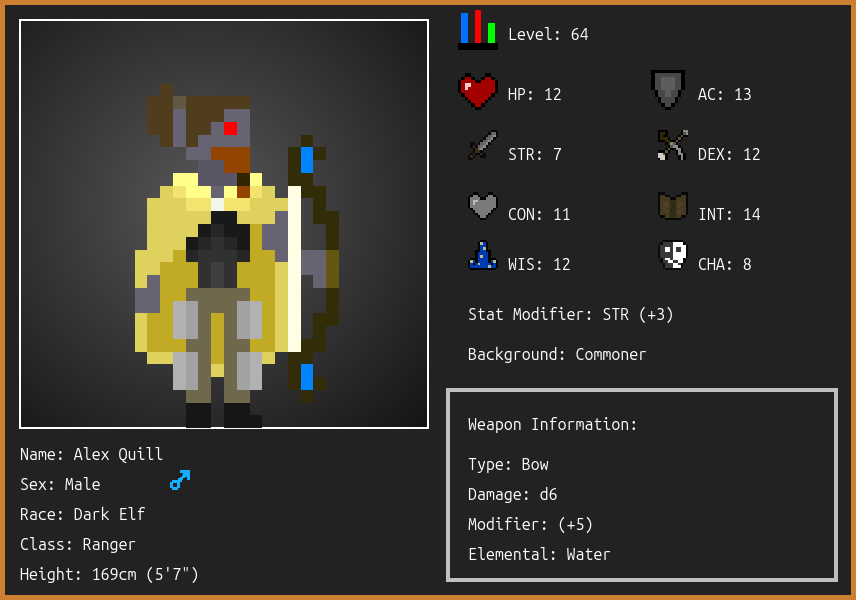 Level: 64
HP: 12
AC: 13
STR: 7
DEX: 12
CON: 11
INT: 14
WIS: 12
CHA: 8
Stat Modifier: STR (+3)
Background: Commoner
Weapon Information:
Type: Bow
Damage: d6
Modifier: (+5)
Elemental: Water
Name: Alex Quill
Sex: Male
Race: Dark Elf
Class: Ranger
Height: 169cm (5'7")